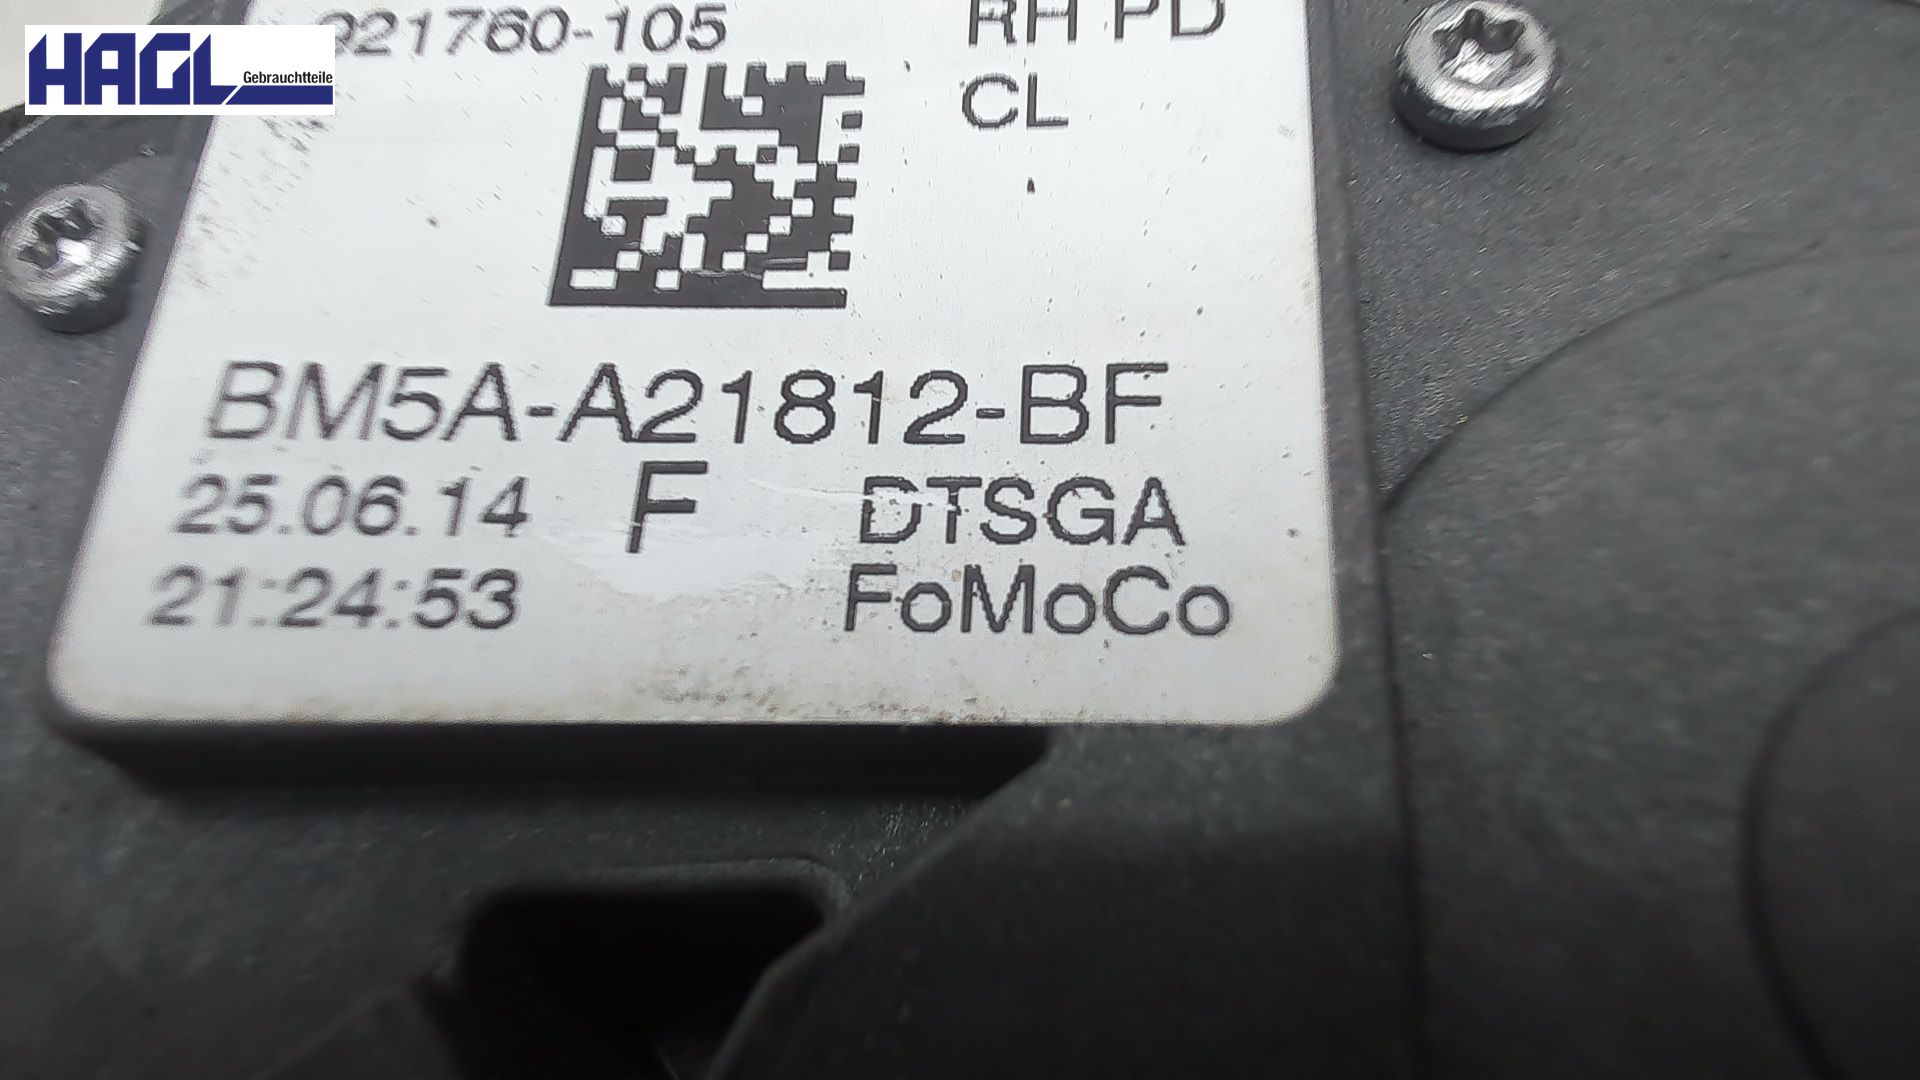 HAGL
Gebrauchtteile
921760-105
RH PD
CL
BM5A-A21812-BF
25.06.14 F DTSGA
21:24:53 FoMoCo